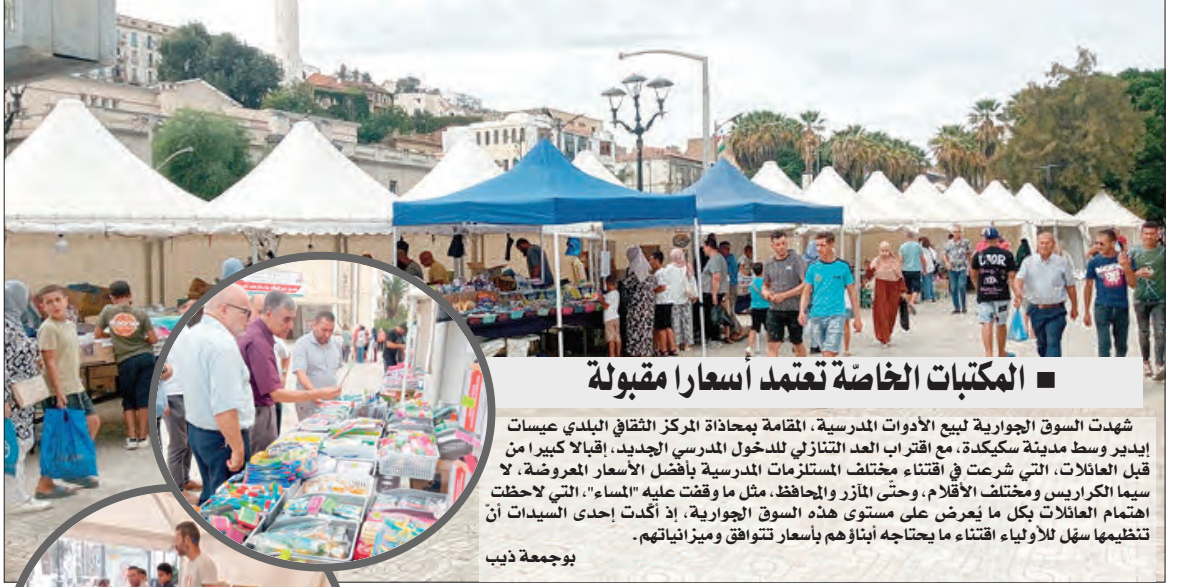 ■ المكتبات الخاصّة تعتمد أسعارا مقبولة
شهدت السوق الجوارية لبيع الأدوات المدرسية، المقامة بمحاذاة المركز الثقافي البلدي عيسات
إيدير وسط مدينة سكيكدة، مع اقتراب العد التنازلي للدخول المدرسي الجديد، إقبالا كبيرا من
قبل العائلات، التي شرعت في اقتناء مختلف المستلزمات المدرسية بأفضل الأسعار المعروضة، لا
سيما الكراريس ومختلف الأقلام، وحتّى المآزر والمحافظ، مثل ما وقفت عليه "المساء"، التي لاحظت
اهتمام العائلات بكل ما يُعرض على مستوى هذه السوق الجوارية، إذ أكّدت إحدى السيدات أنّ
تنظيمها سهّل للأولياء اقتناء ما يحتاجه أبناؤهم بأسعار تتوافق وميزانياتهم.
بوجمعة ذيب
DIOR